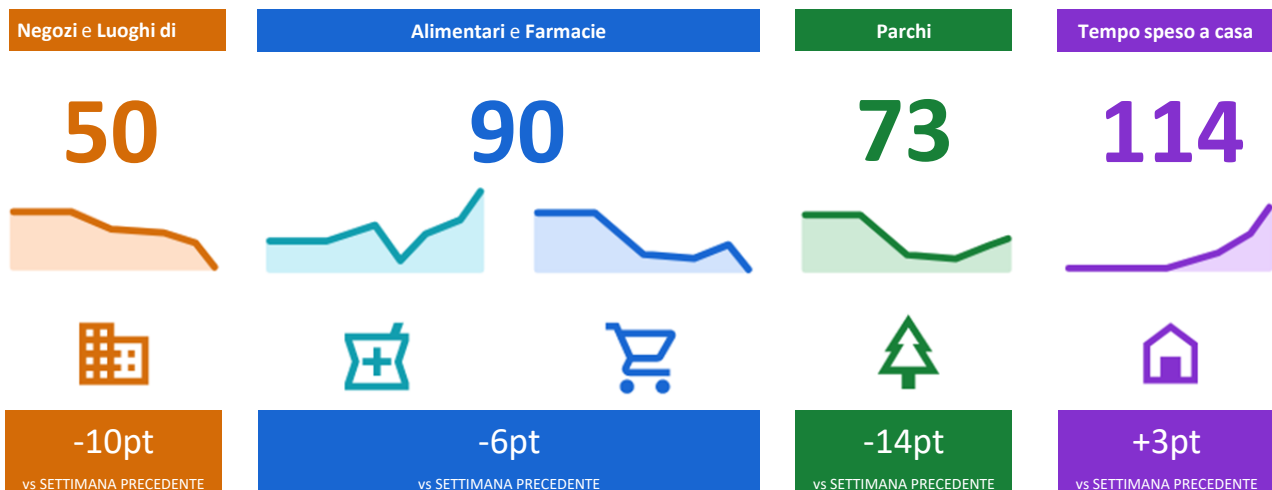 Negozi e Luoghi di
Alimentari e Farmacie
Parchi
Tempo speso a casa
50
90
73
114
-10pt
-6pt
-14pt
+3pt
vs SETTIMANA PRECEDENTE
vs SETTIMANA PRECEDENTE
vs SETTIMANA PRECEDENTE
vs SETTIMANA PRECEDENTE